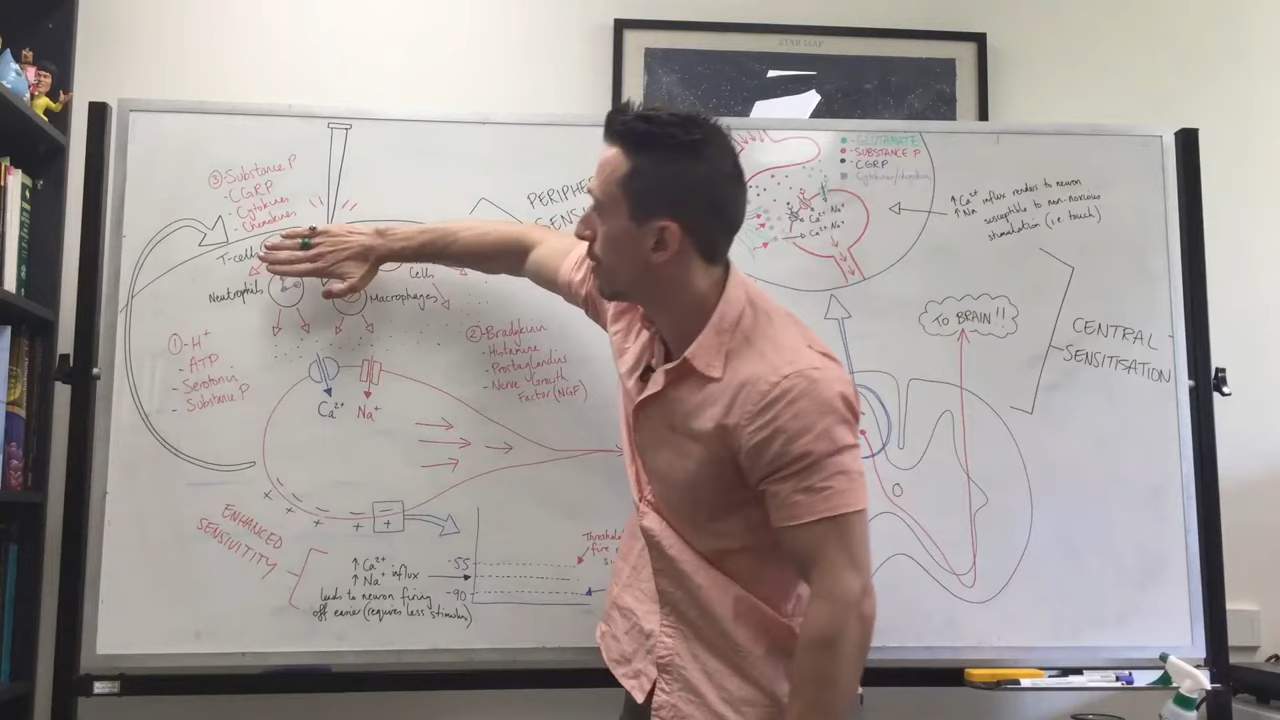 STAR MAP
③ Substance P
- CGRP
- Cytokines
- Chemokines
T-cells
Neutrophils
Cells
Macrophages
① - H⁺
- ATP
- Serotonin
- Substance P
② - Bradykinin
- Histamine
- Prostaglandins
- Nerve Growth
Factor (NGF)
Ca²⁺
Na⁺
+
+
+
+
+
ENHANCED
SENSIVITIY
↑ Ca²⁺
↑ Na⁺ influx
leads to neuron firing
off easier (requires less stimulus)
-55
-90
- GLUTAMATE
- SUBSTANCE P
- CGRP
- Cytokines/chemokines
Ca²⁺ Na⁺
Ca²⁺ Na⁺
↑ Ca²⁺ influx renders to neuron
↑ Na⁺ susceptible to non-noxious
stimulation (i.e touch)
TO BRAIN!!
CENTRAL
SENSITISATION